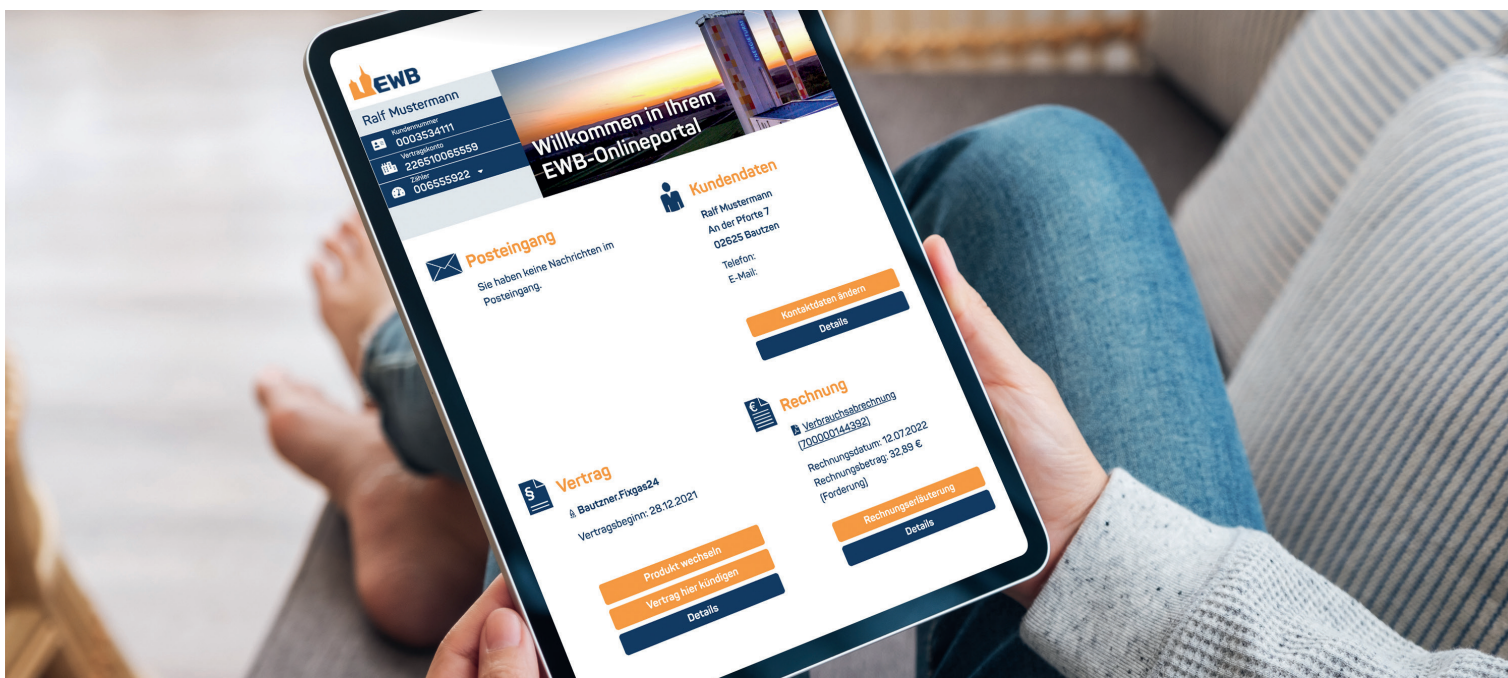 EWB
Ralf Mustermann
Kundennummer
0003534111
Vertragskonto
226510065559
Zähler
006555922
Willkommen in Ihrem
EWB-Onlineportal
Posteingang
Sie haben keine Nachrichten im
Posteingang.
Kundendaten
Ralf Mustermann
An der Pforte 7
02625 Bautzen
Telefon:
E-Mail:
Kontaktdaten ändern
Details
Vertrag
Bautzner.Fixgas24
Vertragsbeginn: 28.12.2021
Produkt wechseln
Vertrag hier kündigen
Details
Rechnung
Verbrauchsabrechnung
(700000144392)
Rechnungsdatum: 12.07.2022
Rechnungsbetrag: 32,89 €
(Forderung)
Rechnungserläuterung
Details